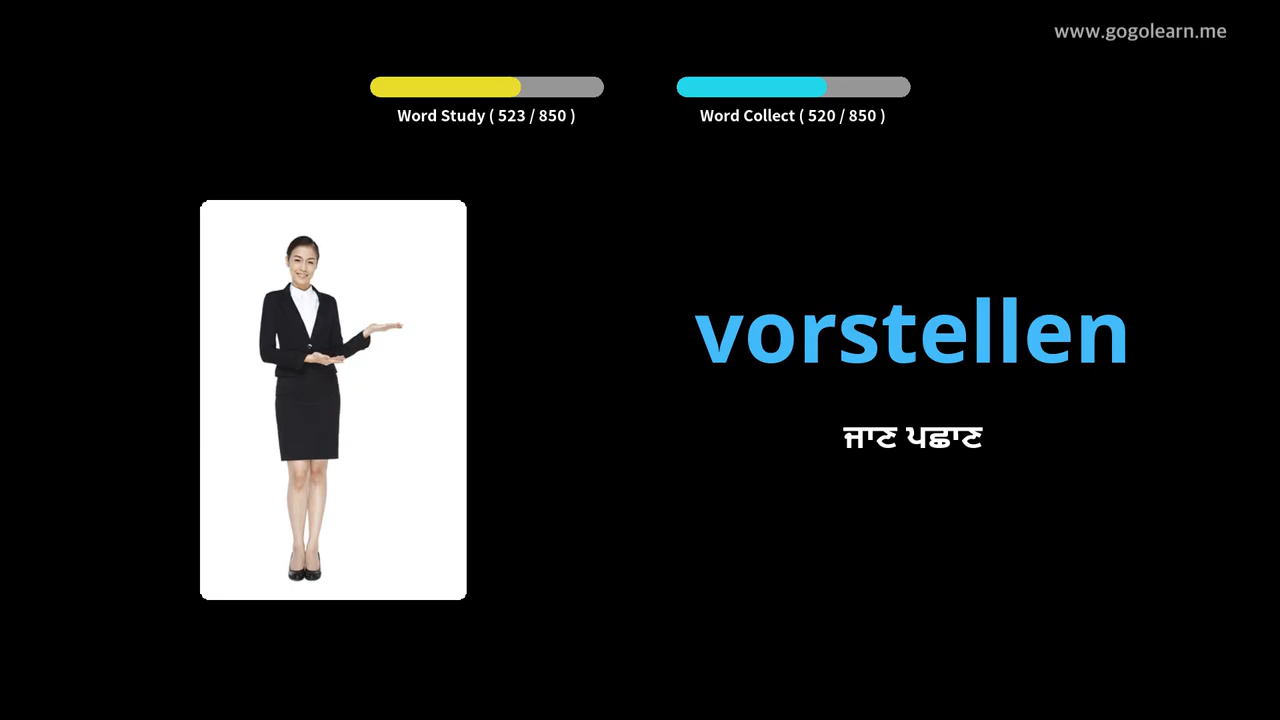 www.gogolearn.me
Word Study ( 523 / 850 )
Word Collect ( 520 / 850 )
vorstellen
ਜਾਣ ਪਛਾਣ